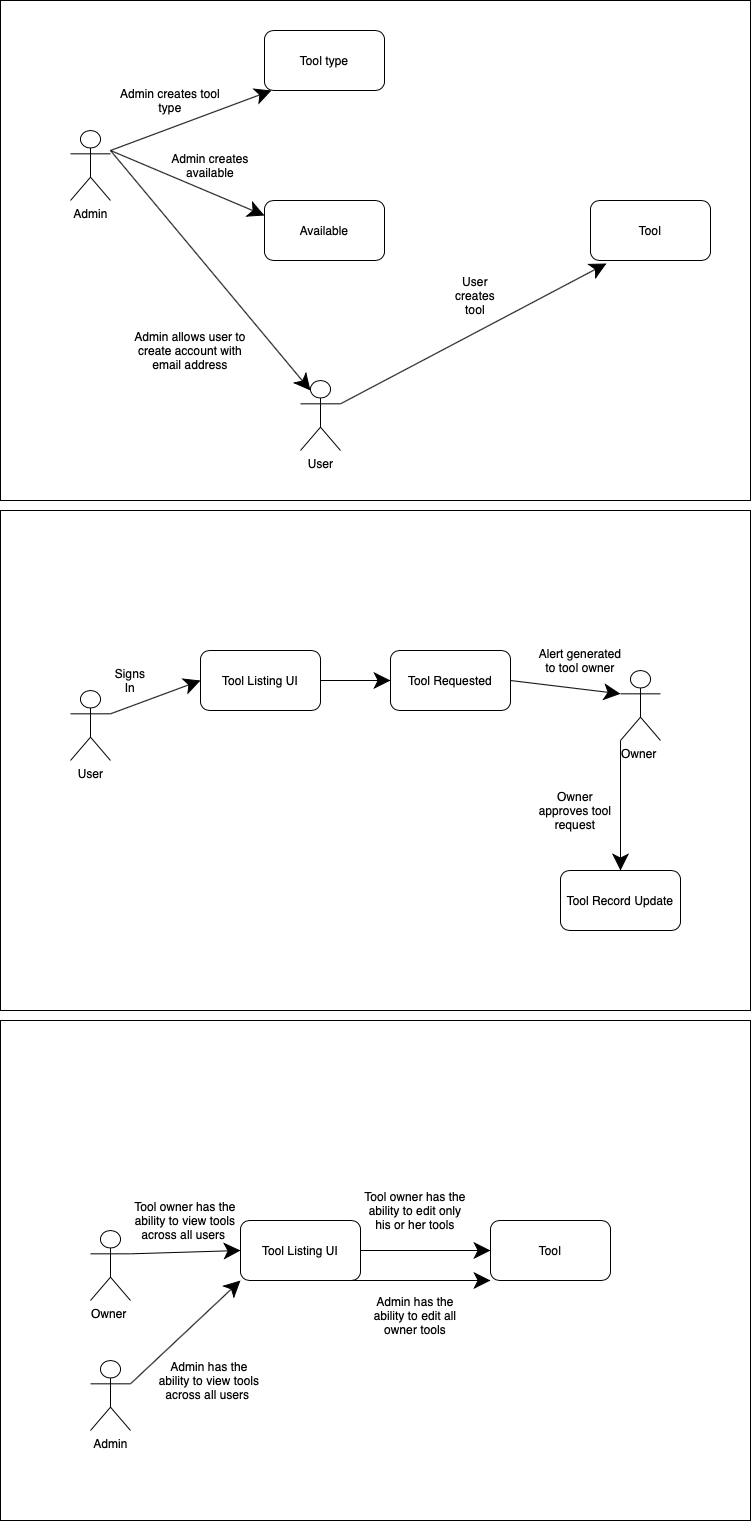 Tool type
Admin creates tool
type
Admin creates
available
Admin
Available
Tool
User
creates
tool
Admin allows user to
create account with
email address
User
Alert generated
to tool owner
Signs
In
Tool Listing UI
Tool Requested
User
Owner
Owner
approves tool
request
Tool Record Update
Tool owner has the
ability to view tools
across all users
Tool owner has the
ability to edit only
his or her tools
Tool Listing UI
Tool
Owner
Admin has the
ability to edit all
owner tools
Admin has the
ability to view tools
across all users
Admin